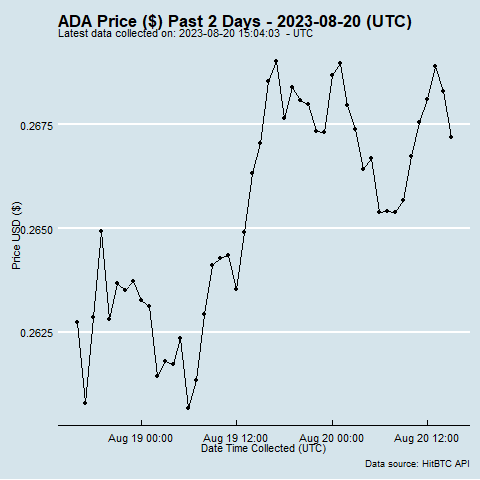 ADA Price ($) Past 2 Days - 2023-08-20 (UTC)
Latest data collected on: 2023-08-20 15:04:03 - UTC
0.2675
0.2650
0.2625
Price USD ($)
Aug 19 00:00 Aug 19 12:00 Aug 20 00:00 Aug 20 12:00
Date Time Collected (UTC)
Data source: HitBTC API